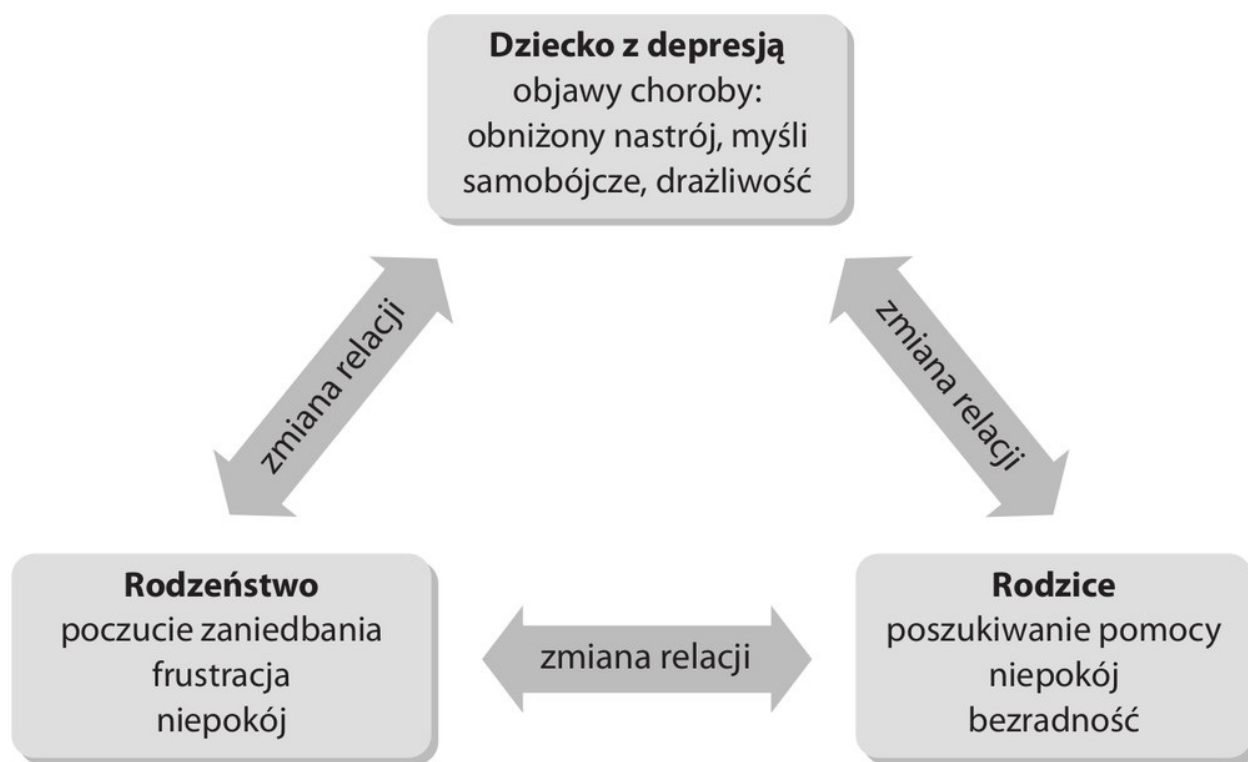 Dziecko z depresją
objawy choroby:
obniżony nastrój, myśli
samobójcze, drażliwość
zmiana relacji
zmiana relacji
Rodzeństwo
poczucie zaniedbania
frustracja
niepokój
zmiana relacji
Rodzice
poszukiwanie pomocy
niepokój
bezradność